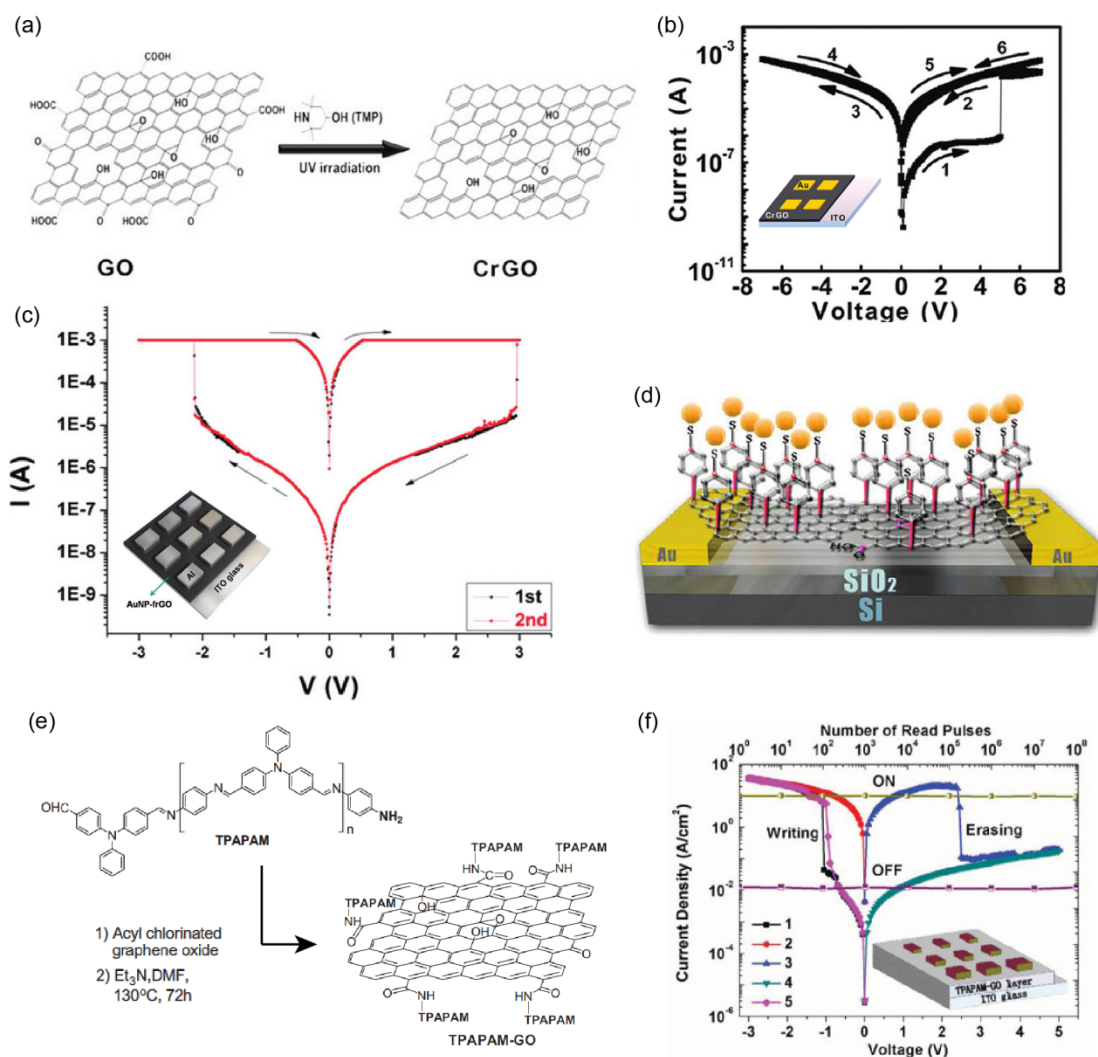 (a)
COOH
HOOC
HO
COOH
O
O
HO
OH
OH
HOOC
HOOC
COOH
O
O
HN
OH (TMP)
UV irradiation
HO
O
O
HO
OH
OH
GO
CrGO
(b)
Current (A)
10-3
10-7
10-11
4
5
6
3
2
1
Au
CrGO
ITO
-8 -6 -4 -2 0 2 4 6 8
Voltage (V)
(c)
I (A)
1E-3
1E-4
1E-5
1E-6
1E-7
1E-8
1E-9
Al
AuNP-frGO
ITO glass
1st
2nd
-3 -2 -1 0 1 2 3
V (V)
(d)
S S S S S S S S S S
Au
Au
SiO2
Si
(e)
CHO
N
N
N
N
N
N
n
NH2
TPAPAM
1) Acyl chlorinated
graphene oxide
2) Et3N,DMF,
130°C, 72h
TPAPAM
TPAPAM
TPAPAM
HN
NH
HN
O
O
O
OH
O
OH
O
O
O
NH
NH
TPAPAM
TPAPAM
TPAPAM
TPAPAM-GO
(f)
Number of Read Pulses
100 101 102 103 104 105 106 107 108
Current Density (A/cm2)
102
100
10-2
10-4
10-6
ON
Writing
Erasing
OFF
1
2
3
4
5
TPAPAM-GO layer
ITO glass
-3 -2 -1 0 1 2 3 4 5
Voltage (V)